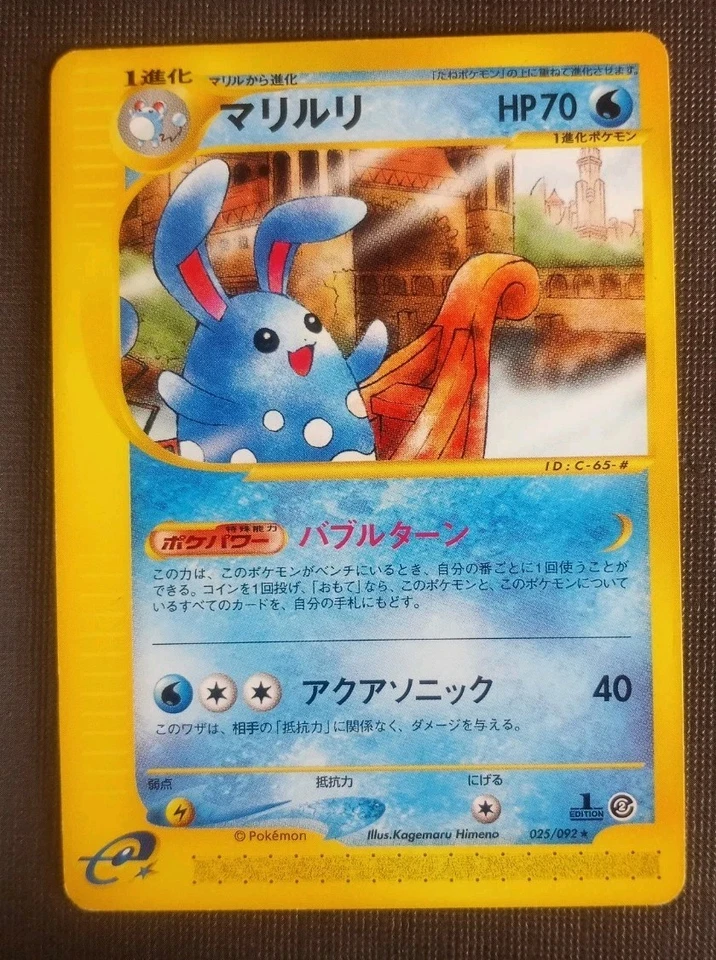 1進化 マリルから進化 「たねポケモン」の上に重ねて進化させます。
マリルリ HP70
1進化ポケモン
ID:C-65-#
特殊能力
ポケパワー バブルターン
この力は、このポケモンがベンチにいるとき、自分の番ごとに1回使うことが
できる。コインを1回投げ、「おもて」なら、このポケモンと、このポケモンについて
いるすべてのカードを、自分の手札にもどす。
アクアソニック 40
このワザは、相手の「抵抗力」に関係なく、ダメージを与える。
弱点 抵抗力 にげる
1
EDITION
2
© Pokémon Illus.Kagemaru Himeno 025/092 ★
e